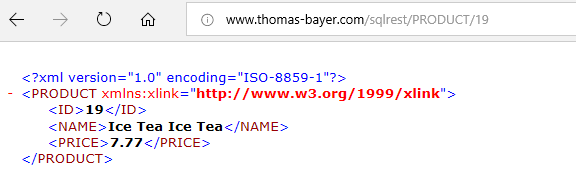 www.thomas-bayer.com/sqlrest/PRODUCT/19
<?xml version="1.0" encoding="ISO-8859-1"?>
- <PRODUCT xmlns:xlink="http://www.w3.org/1999/xlink">
<ID>19</ID>
<NAME>Ice Tea Ice Tea</NAME>
<PRICE>7.77</PRICE>
</PRODUCT>